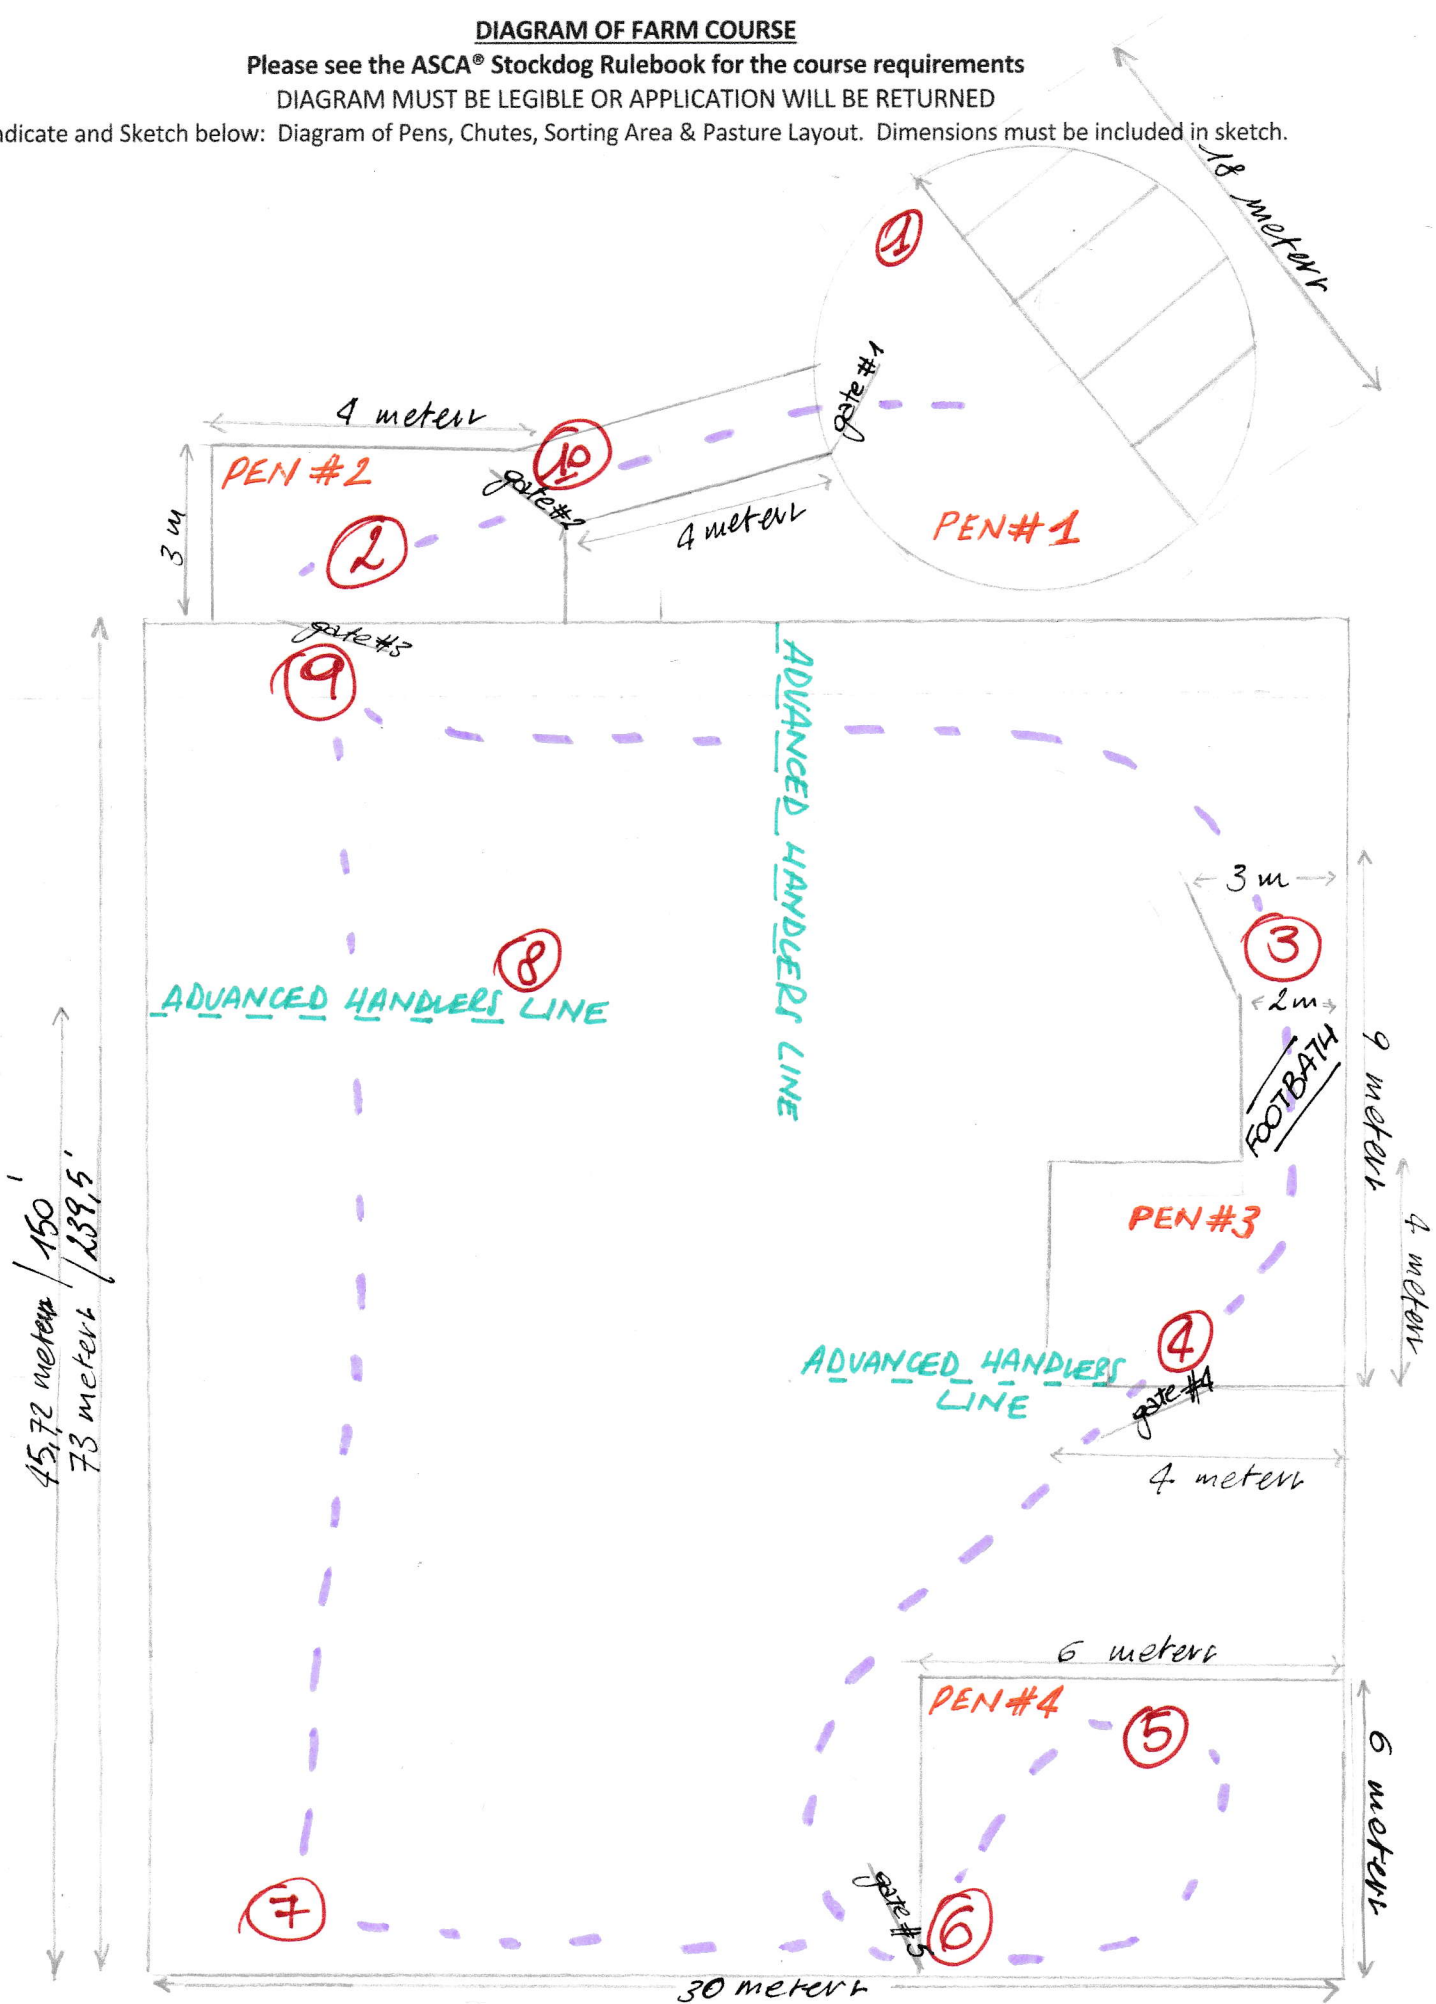 DIAGRAM OF FARM COURSE
Please see the ASCA® Stockdog Rulebook for the course requirements
DIAGRAM MUST BE LEGIBLE OR APPLICATION WILL BE RETURNED
ndicate and Sketch below: Diagram of Pens, Chutes, Sorting Area & Pasture Layout. Dimensions must be included in sketch.
18 meters
1
gate #1
4 meters
10
PEN #2
gate #2
4 meters
PEN #1
3 m
2
gate #3
9
ADVANCED HANDLERS LINE
3 m
3
8
ADVANCED HANDLERS LINE
2m
FOOTBATH
9 meters
PEN #3
4 meters
45,72 meters / 150'
73 meters / 239,5'
4
ADVANCED HANDLERS
LINE
gate #4
4 meters
6 meters
PEN #4
5
6 meters
gate #5
6
7
30 meters